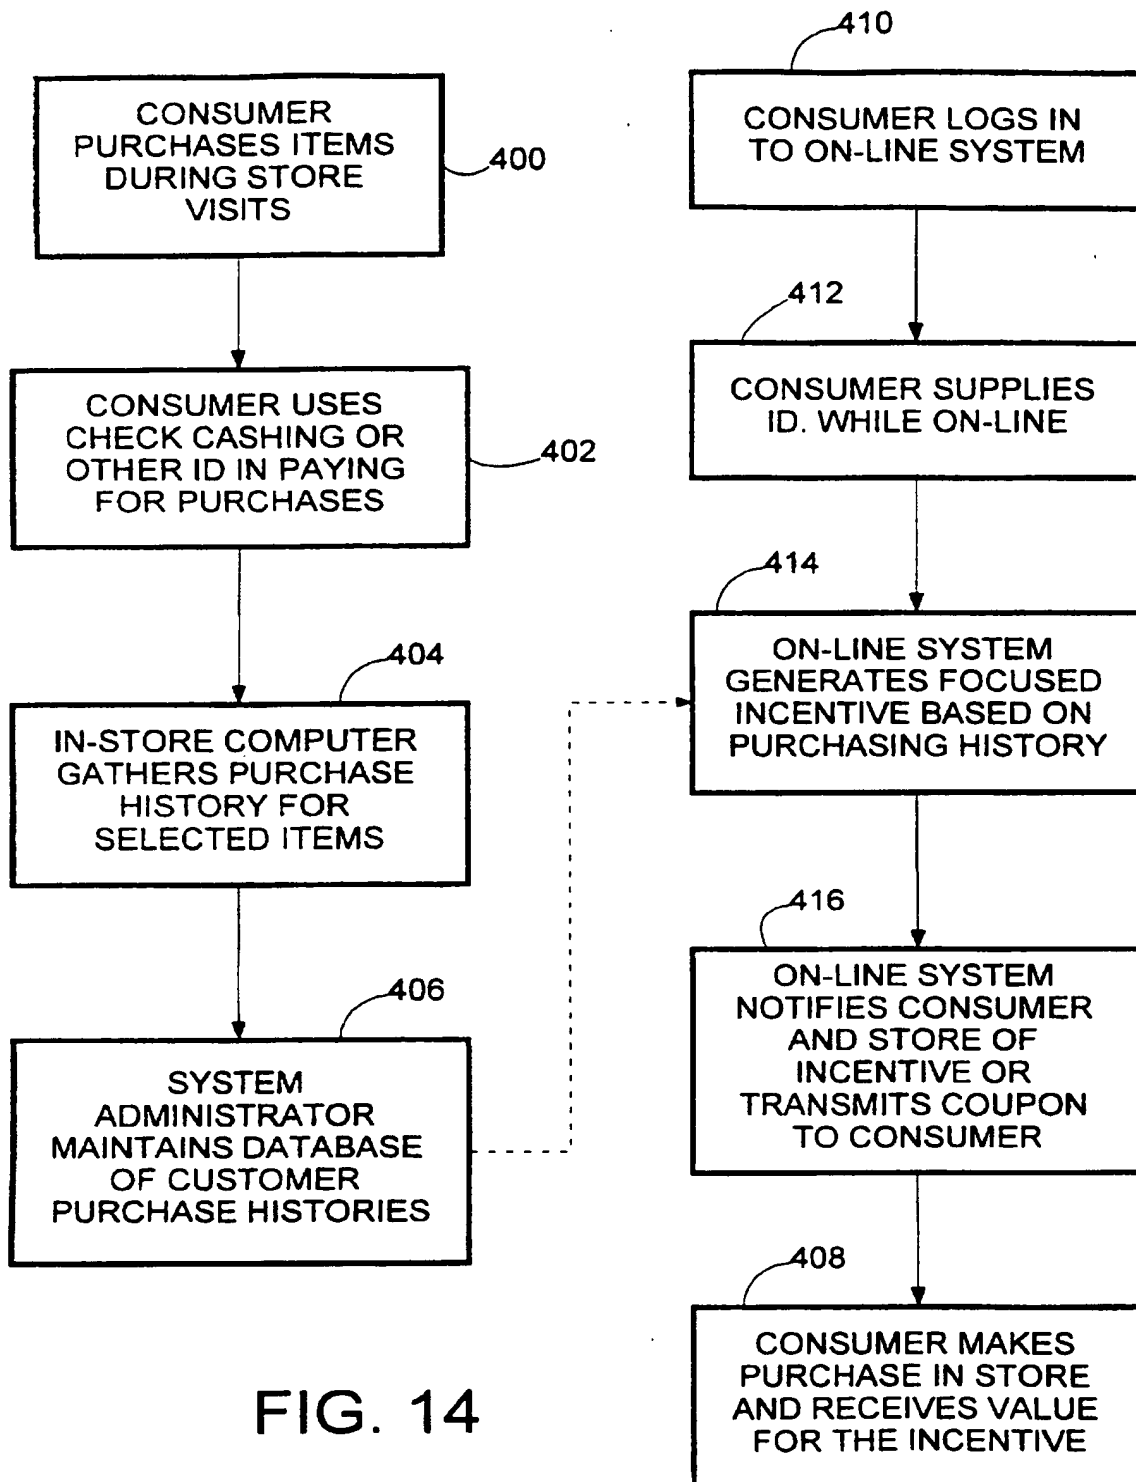 CONSUMER
PURCHASES ITEMS
DURING STORE
VISITS
400
CONSUMER USES
CHECK CASHING OR
OTHER ID IN PAYING
FOR PURCHASES
402
404
IN-STORE COMPUTER
GATHERS PURCHASE
HISTORY FOR
SELECTED ITEMS
406
SYSTEM
ADMINISTRATOR
MAINTAINS DATABASE
OF CUSTOMER
PURCHASE HISTORIES
410
CONSUMER LOGS IN
TO ON-LINE SYSTEM
412
CONSUMER SUPPLIES
ID. WHILE ON-LINE
414
ON-LINE SYSTEM
GENERATES FOCUSED
INCENTIVE BASED ON
PURCHASING HISTORY
416
ON-LINE SYSTEM
NOTIFIES CONSUMER
AND STORE OF
INCENTIVE OR
TRANSMITS COUPON
TO CONSUMER
408
CONSUMER MAKES
PURCHASE IN STORE
AND RECEIVES VALUE
FOR THE INCENTIVE
FIG. 14